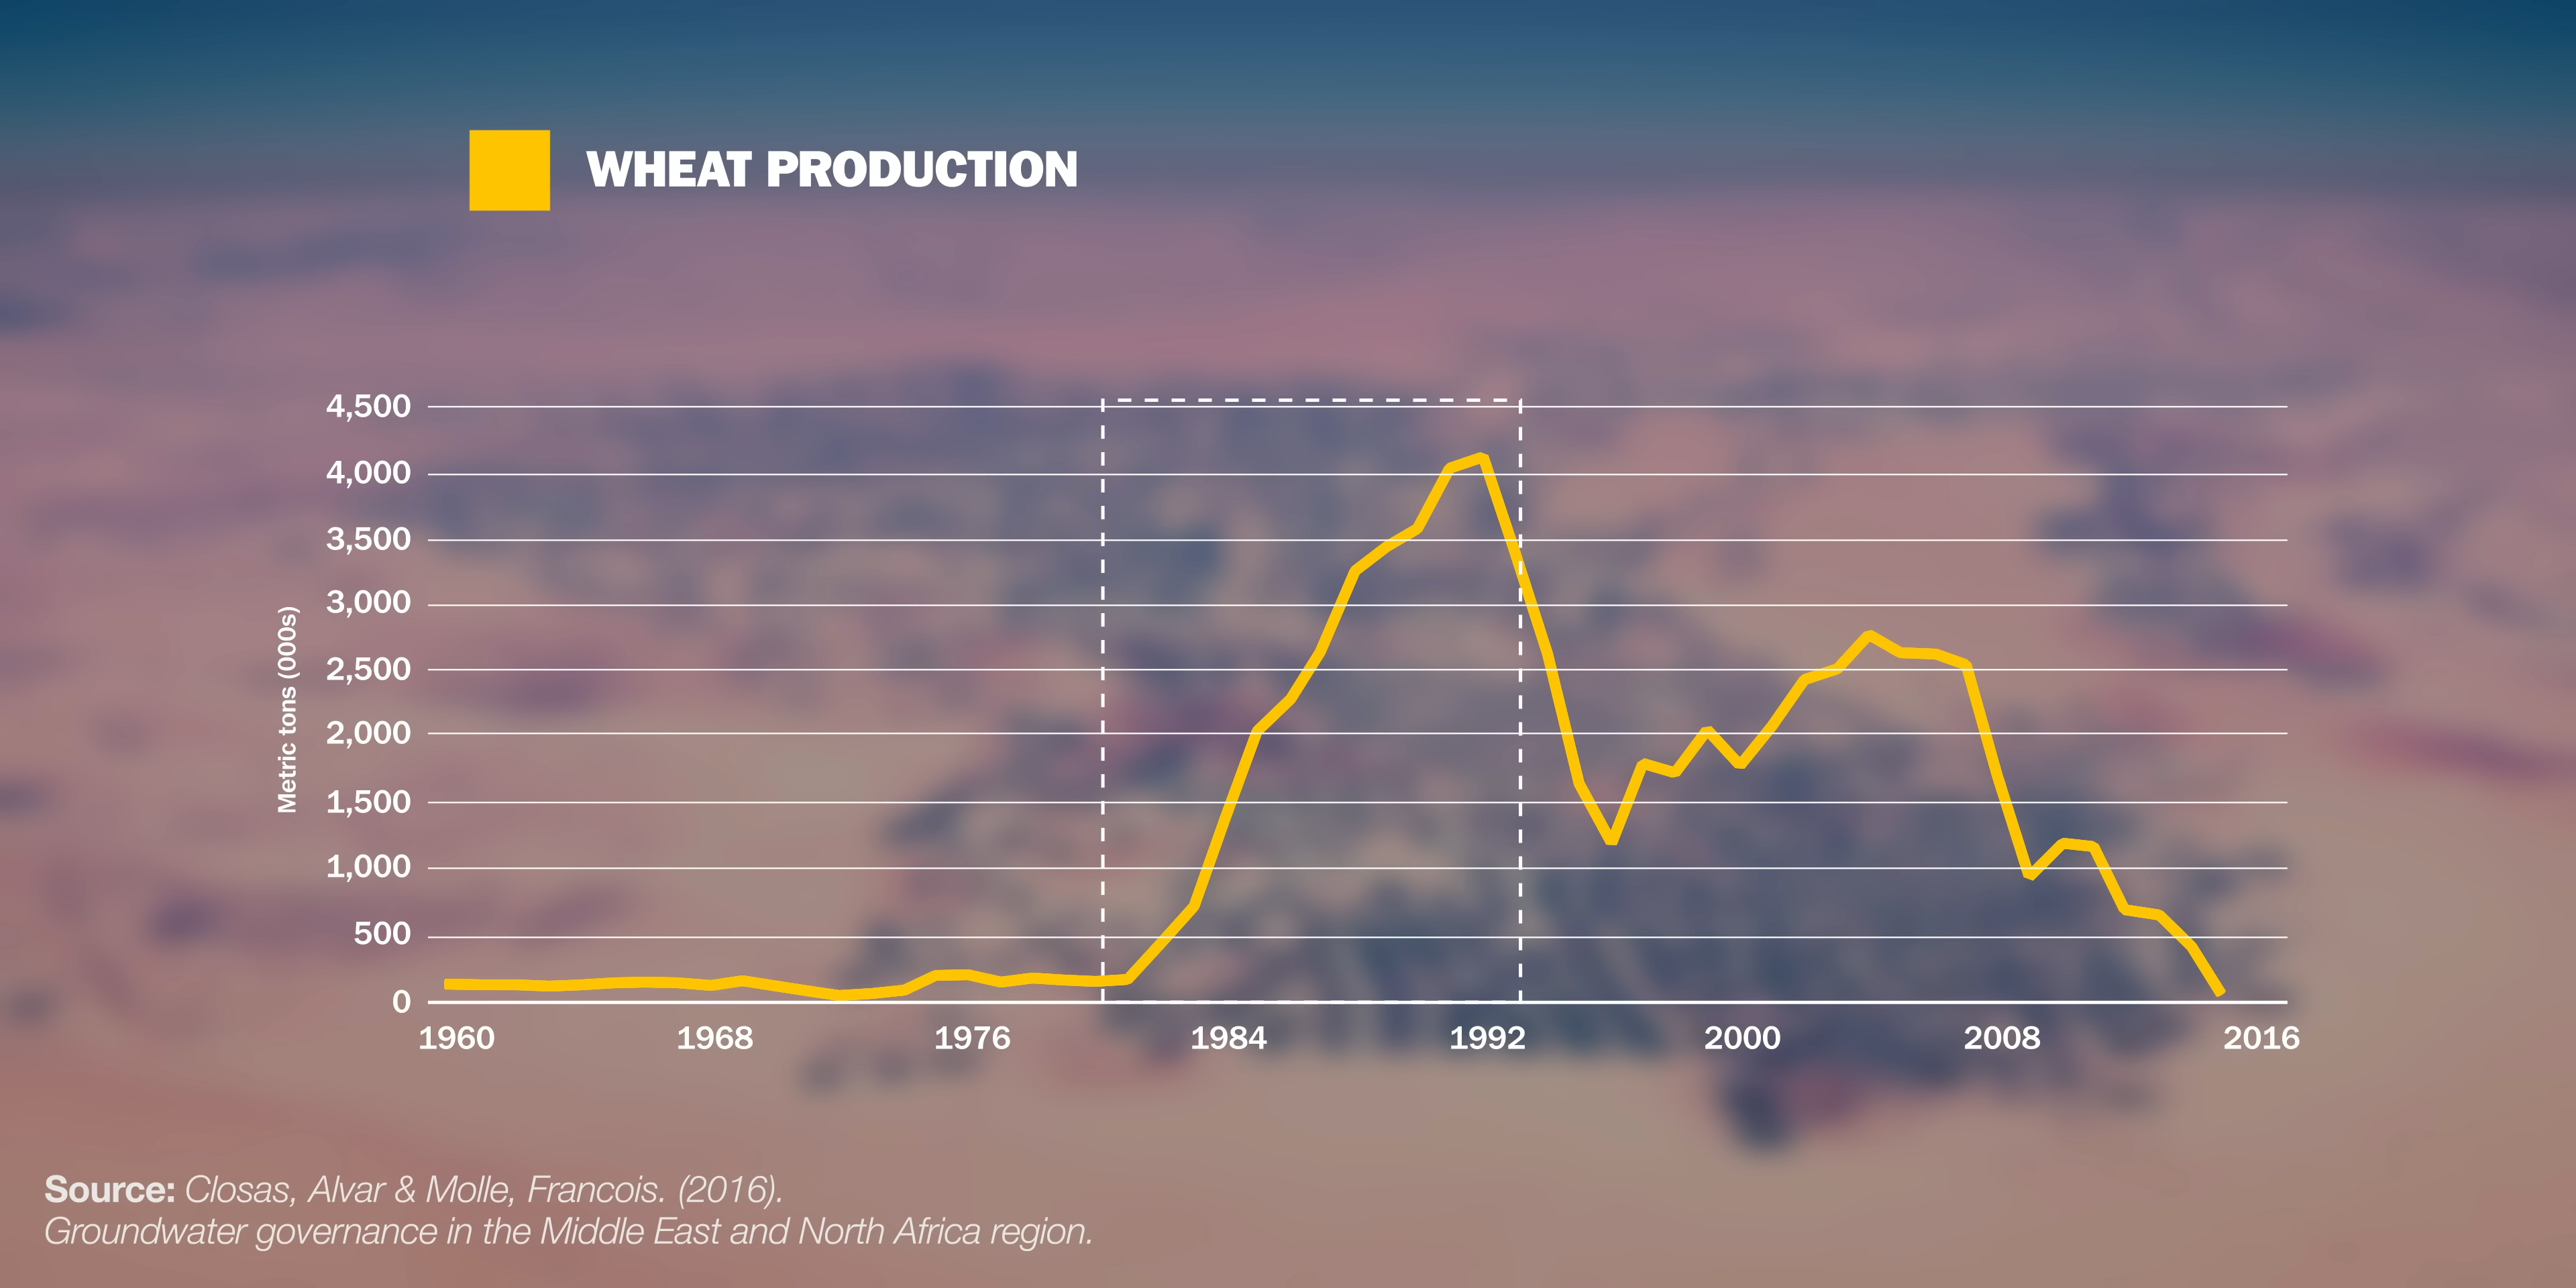 WHEAT PRODUCTION
4,500
4,000
3,500
3,000
2,500
2,000
1,500
1,000
500
0
Metric tons (000s)
1960 1968 1976 1984 1992 2000 2008 2016
Source: Closas, Alvar & Molle, Francois. (2016).
Groundwater governance in the Middle East and North Africa region.